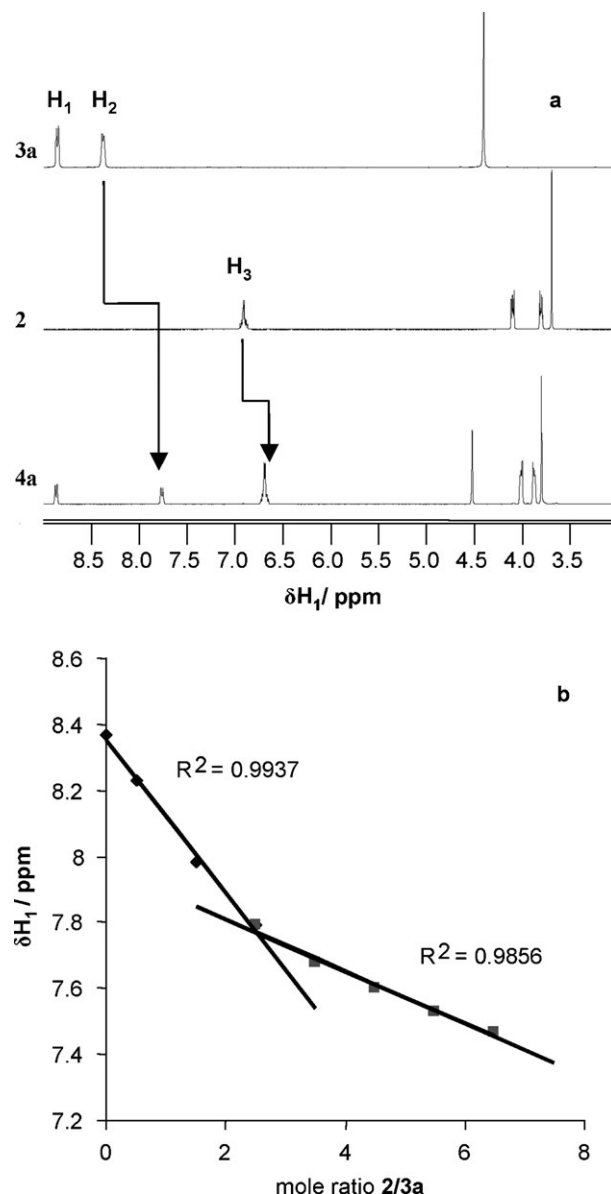 H₁ H₂ a
3a
H₃
2
4a
8.5 8.0 7.5 7.0 6.5 6.0 5.5 5.0 4.5 4.0 3.5
δH₁/ ppm
8.6
b
8.4
R² = 0.9937
8.2
δH₁ / ppm
8
7.8
R² = 0.9856
7.6
7.4
7.2
0 2 4 6 8
mole ratio 2/3a